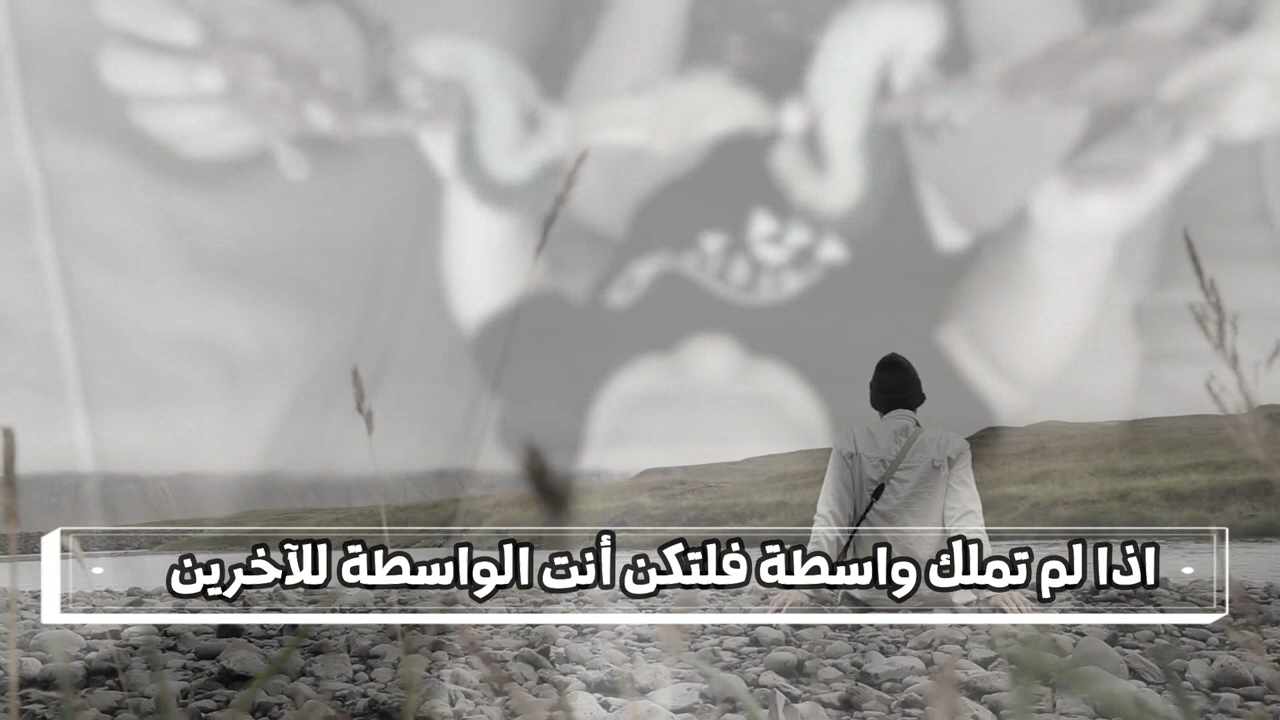 اذا لم تملك واسطة فلتكن أنت الواسطة للآخرين